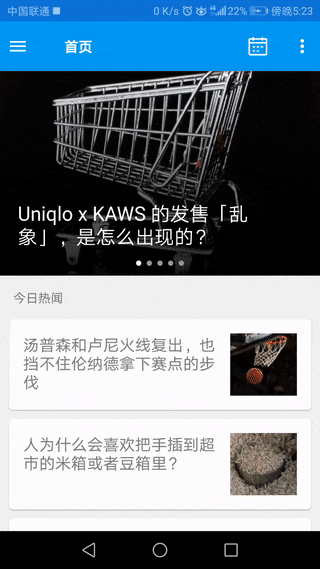 中国联通 0 K/s 4G 22% 傍晚5:23
首页
Uniqlo x KAWS 的发售「乱
象」，是怎么出现的？
今日热闻
汤普森和卢尼火线复出，也
挡不住伦纳德拿下赛点的步
伐
人为什么会喜欢把手插到超
市的米箱或者豆箱里？